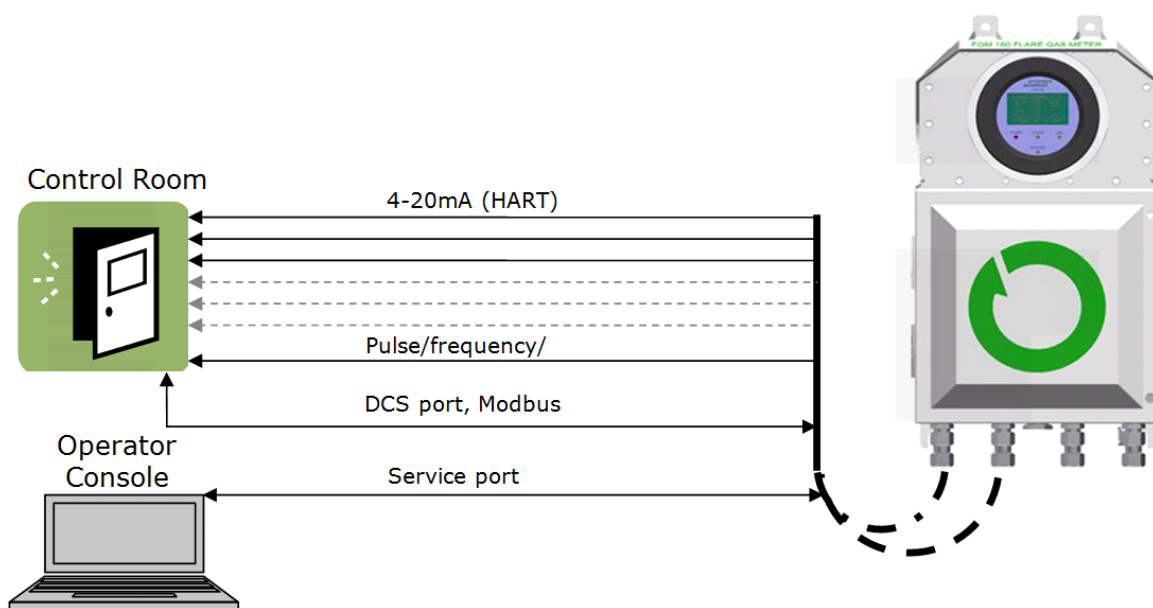 FGM 160 FLARE GAS METER
Control Room
4-20mA (HART)
Pulse/frequency/
DCS port, Modbus
Operator
Console
Service port